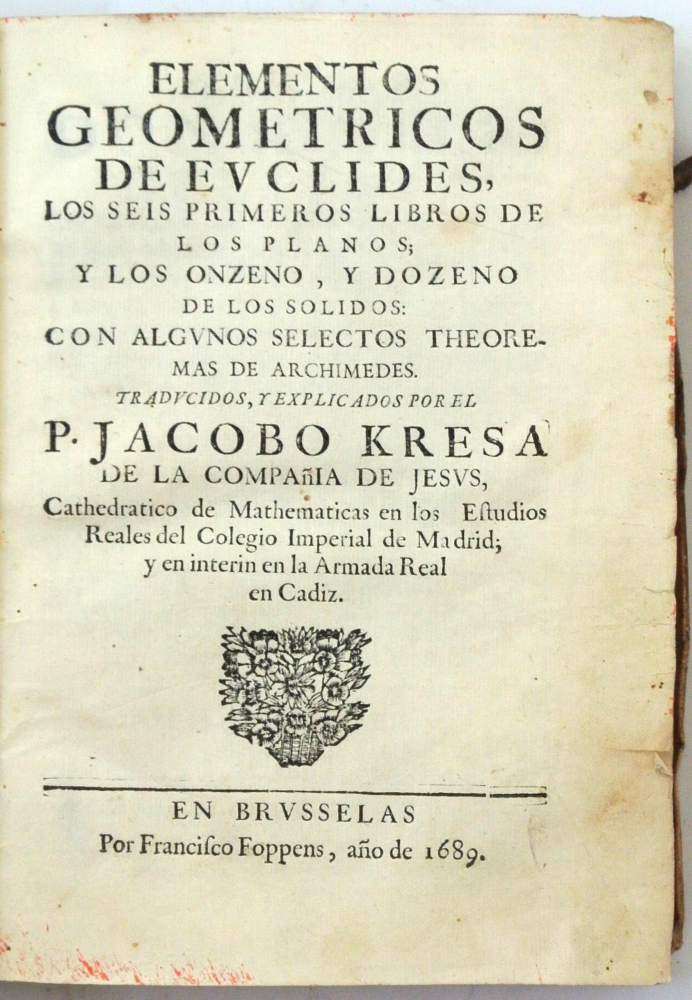 ELEMENTOS
GEOMETRICOS
DE EVCLIDES,
LOS SEIS PRIMEROS LIBROS DE
LOS PLANOS;
Y LOS ONZENO, Y DOZENO
DE LOS SOLIDOS:
CON ALGVNOS SELECTOS THEORE-
MAS DE ARCHIMEDES.
TRADVCIDOS, Y EXPLICADOS POR EL
P. JACOBO KRESA
DE LA COMPAñIA DE JESVS,
Cathedratico de Mathematicas en los Eſtudios
Reales del Colegio Imperial de Madrid;
y en interin en la Armada Real
en Cadiz.
EN BRVSSELAS
Por Franciſco Foppens, año de 1689.